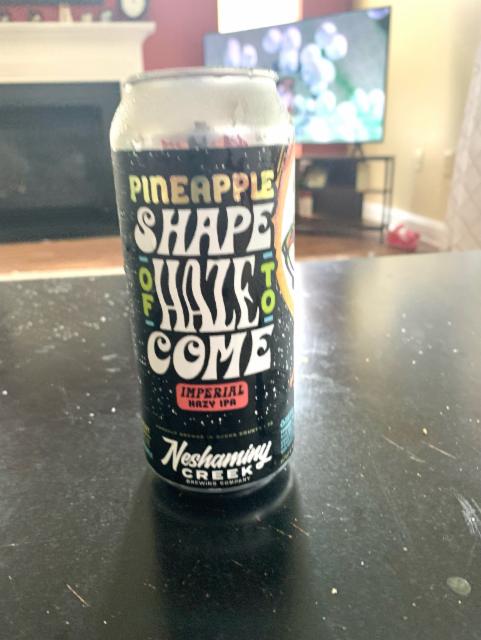 PINEAPPLE
SHAPE
OF HAZE TO
COME
IMPERIAL
HAZY IPA
Neshaminy
CREEK
BREWING COMPANY